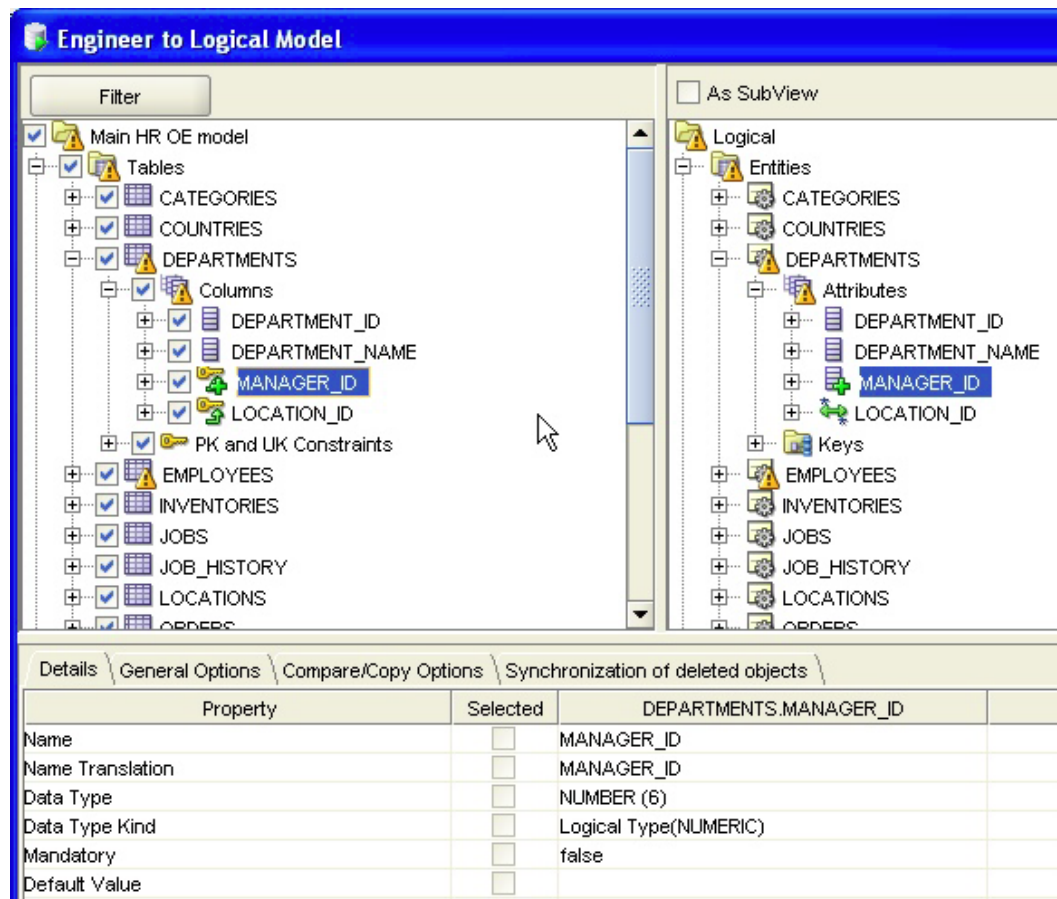 Engineer to Logical Model
Filter
As SubView
Main HR OE model
Tables
CATEGORIES
COUNTRIES
DEPARTMENTS
Columns
DEPARTMENT_ID
DEPARTMENT_NAME
MANAGER_ID
LOCATION_ID
PK and UK Constraints
EMPLOYEES
INVENTORIES
JOBS
JOB_HISTORY
LOCATIONS
ORDERS
Logical
Entities
CATEGORIES
COUNTRIES
DEPARTMENTS
Attributes
DEPARTMENT_ID
DEPARTMENT_NAME
MANAGER_ID
LOCATION_ID
Keys
EMPLOYEES
INVENTORIES
JOBS
JOB_HISTORY
LOCATIONS
ORDERS
Details General Options Compare/Copy Options Synchronization of deleted objects
Property Selected DEPARTMENTS.MANAGER_ID
Name MANAGER_ID
Name Translation MANAGER_ID
Data Type NUMBER (6)
Data Type Kind Logical Type(NUMERIC)
Mandatory false
Default Value